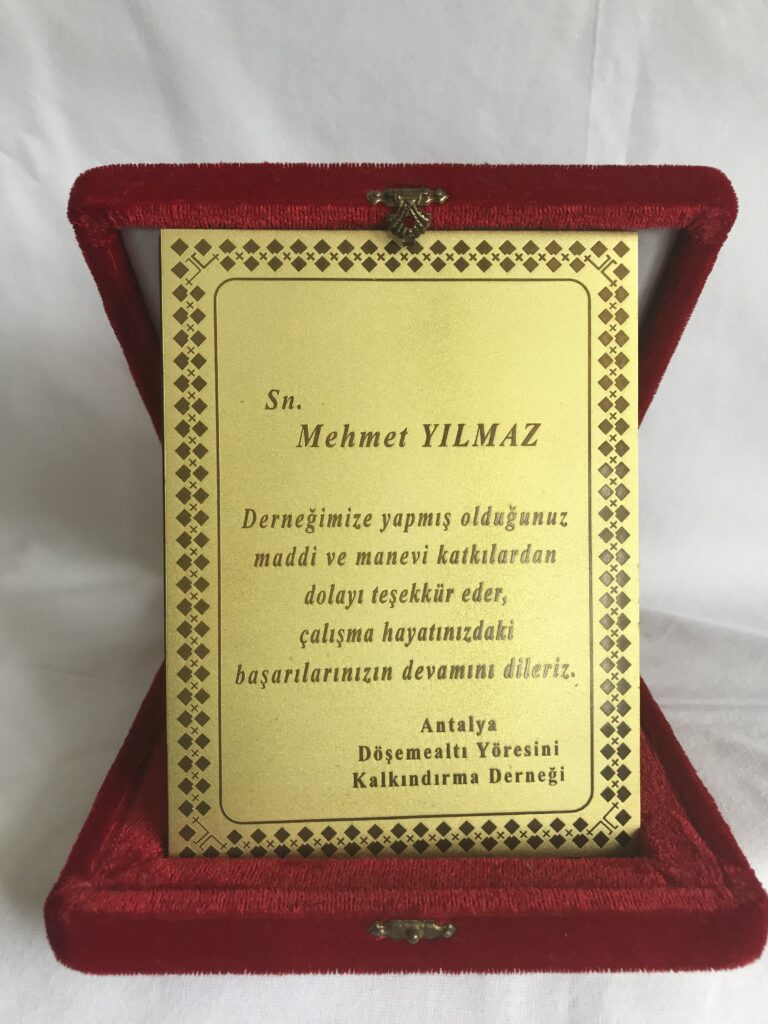 Sn.
Mehmet YILMAZ
Derneğimize yapmış olduğunuz
maddi ve manevi katkılardan
dolayı teşekkür eder,
çalışma hayatınızdaki
başarılarınızın devamını dileriz.
Antalya
Döşemealtı Yöresini
Kalkındırma Derneği